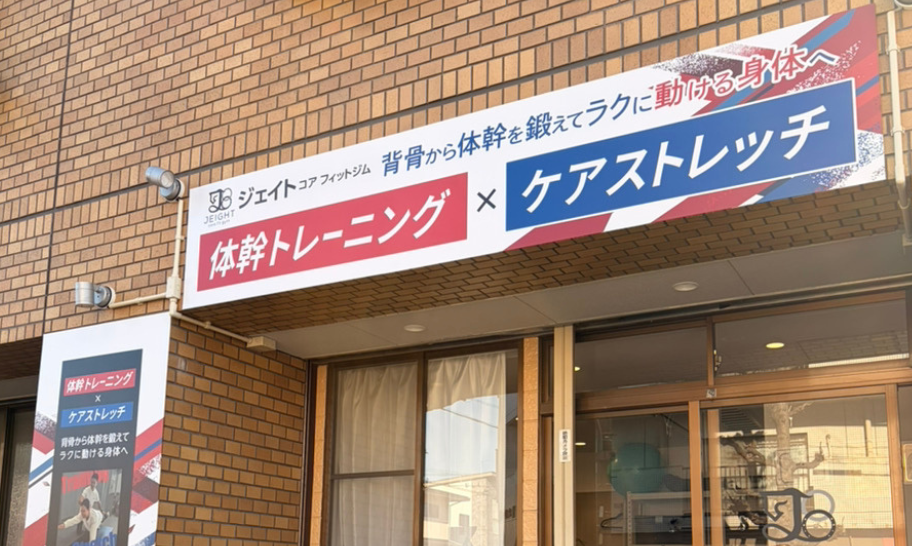 JEIGHT
ジェイト コア フィットジム
背骨から体幹を鍛えてラクに動ける身体へ
体幹トレーニング × ケアストレッチ
体幹トレーニング
×
ケアストレッチ
背骨から体幹を鍛えて
ラクに動ける身体へ